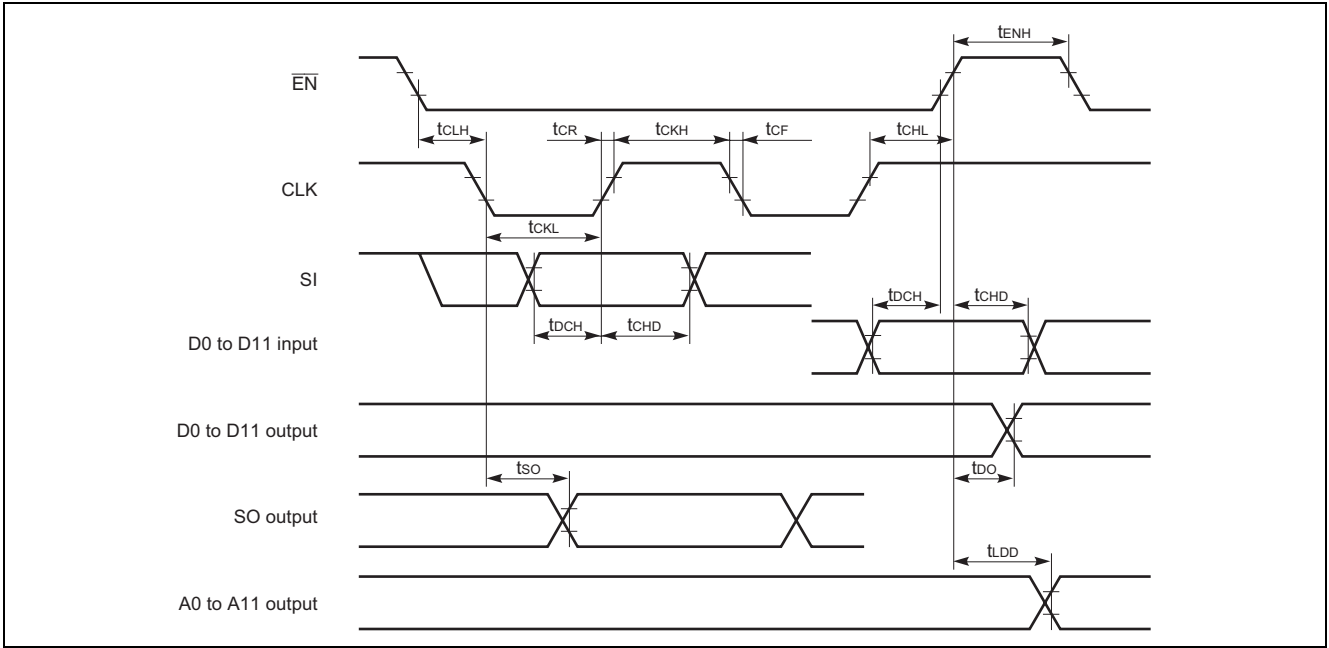 tENH
EN
tCLH tCR tCKH tCF tCHL
CLK
tCKL
SI
tDCH tCHD
tDCH tCHD
D0 to D11 input
D0 to D11 output
tSO
tDO
SO output
tLDD
A0 to A11 output